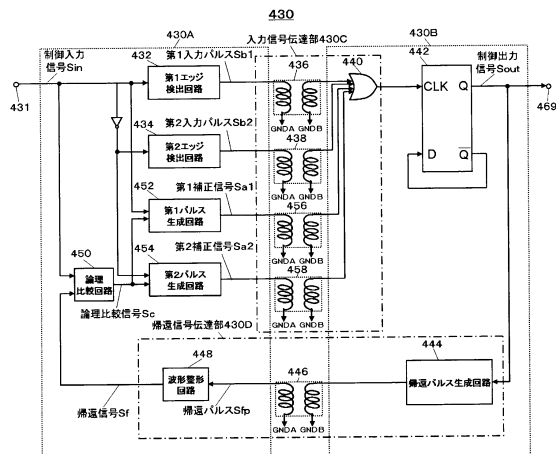 430
430A
入力信号伝達部430C
430B
制御入力
信号Sin
432
第1入力パルスSb1
436
440
442
制御出力
信号Sout
431
第1エッジ
検出回路
GNDA
GNDB
CLK
Q
D
Q
469
434
第2入力パルスSb2
438
第2エッジ
検出回路
GNDA
GNDB
452
第1補正信号Sa1
456
第1パルス
生成回路
GNDA
GNDB
450
454
第2補正信号Sa2
458
論理
比較回路
第2パルス
生成回路
GNDA
GNDB
論理比較信号Sc
帰還信号伝達部430D
448
446
444
波形整形
回路
帰還パルス生成回路
帰還信号Sf
帰還パルスSfp
GNDA
GNDB